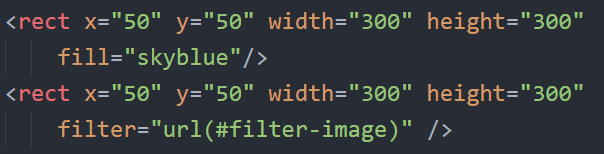 <rect x="50" y="50" width="300" height="300"
fill="skyblue"/>
<rect x="50" y="50" width="300" height="300"
filter="url(#filter-image)" />